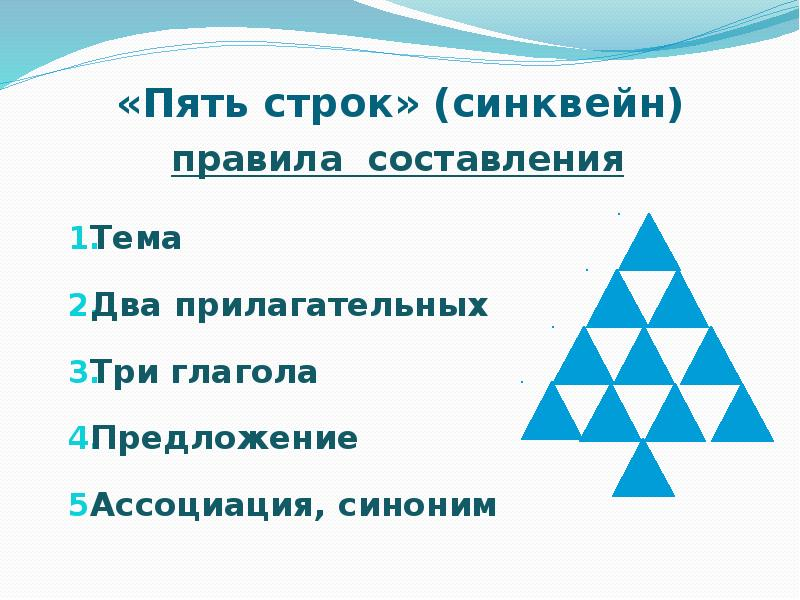 «Пять строк» (синквейн)
правила составления
1.Тема
2.Два прилагательных
3.Три глагола
4.Предложение
5.Ассоциация, синоним